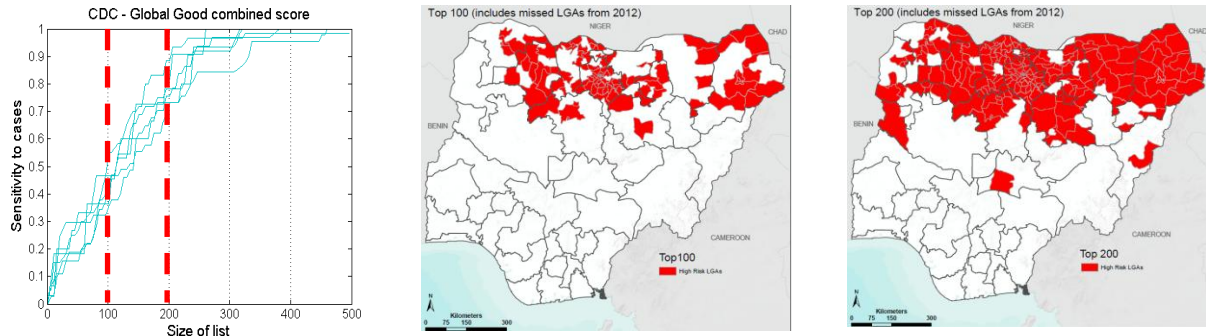 CDC - Global Good combined score
1
0.9
0.8
0.7
0.6
0.5
0.4
0.3
0.2
0.1
0
Sensitivity to cases
0
100
200
300
400
500
Size of list
Top 100 (includes missed LGAs from 2012)
NIGER
CHAD
BENIN
CAMEROON
Top100
High Risk LGAs
N
Kilometers
0 75 150 300
Top 200 (includes missed LGAs from 2012)
NIGER
CHAD
BENIN
CAMEROON
Top 200
High Risk LGAs
N
Kilometers
0 75 150 300